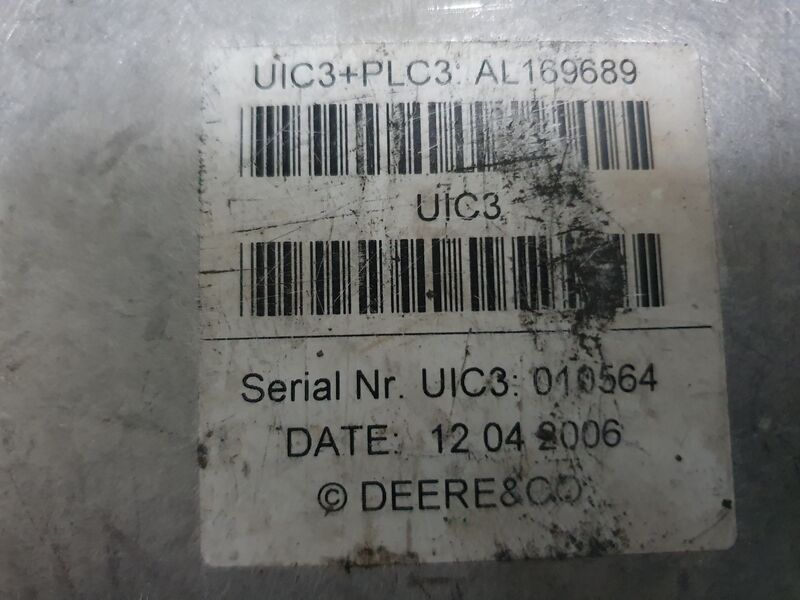 UIC3+PLC3: AL169689
UIC3
Serial Nr. UIC3: 010564
DATE: 12 04 2006
© DEERE&CO.